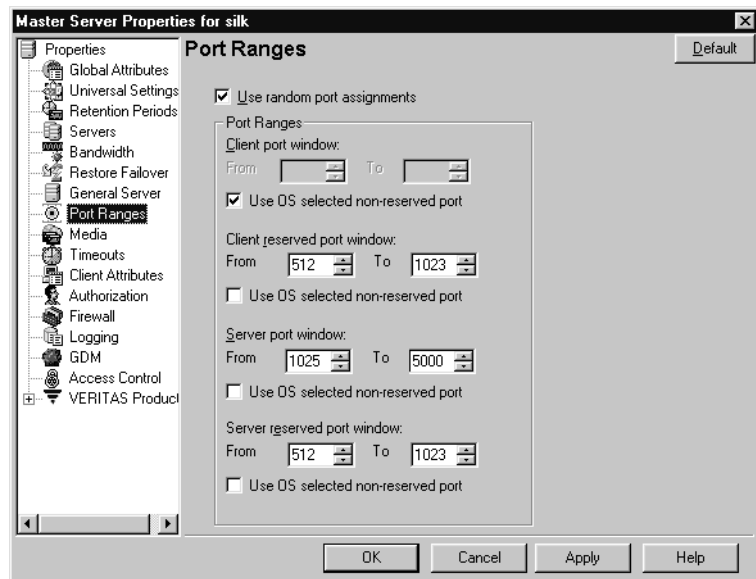 Master Server Properties for silk
Properties
Global Attributes
Universal Settings
Retention Periods
Servers
Bandwidth
Restore Failover
General Server
Port Ranges
Media
Timeouts
Client Attributes
Authorization
Firewall
Logging
GDM
Access Control
VERITAS Product
Port Ranges
Default
Use random port assignments
Port Ranges
Client port window:
From To
Use OS selected non-reserved port
Client reserved port window:
From 512 To 1023
Use OS selected non-reserved port
Server port window:
From 1025 To 5000
Use OS selected non-reserved port
Server reserved port window:
From 512 To 1023
Use OS selected non-reserved port
OK Cancel Apply Help